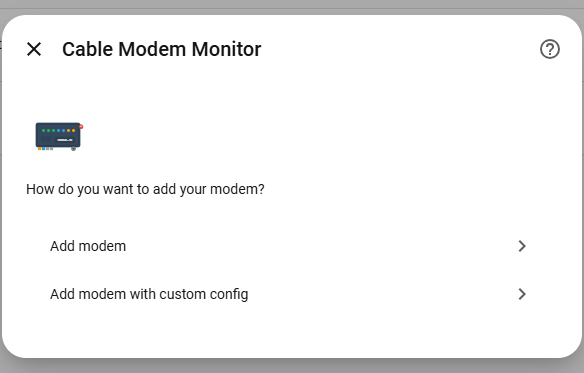 Cable Modem Monitor
How do you want to add your modem?
Add modem
Add modem with custom config